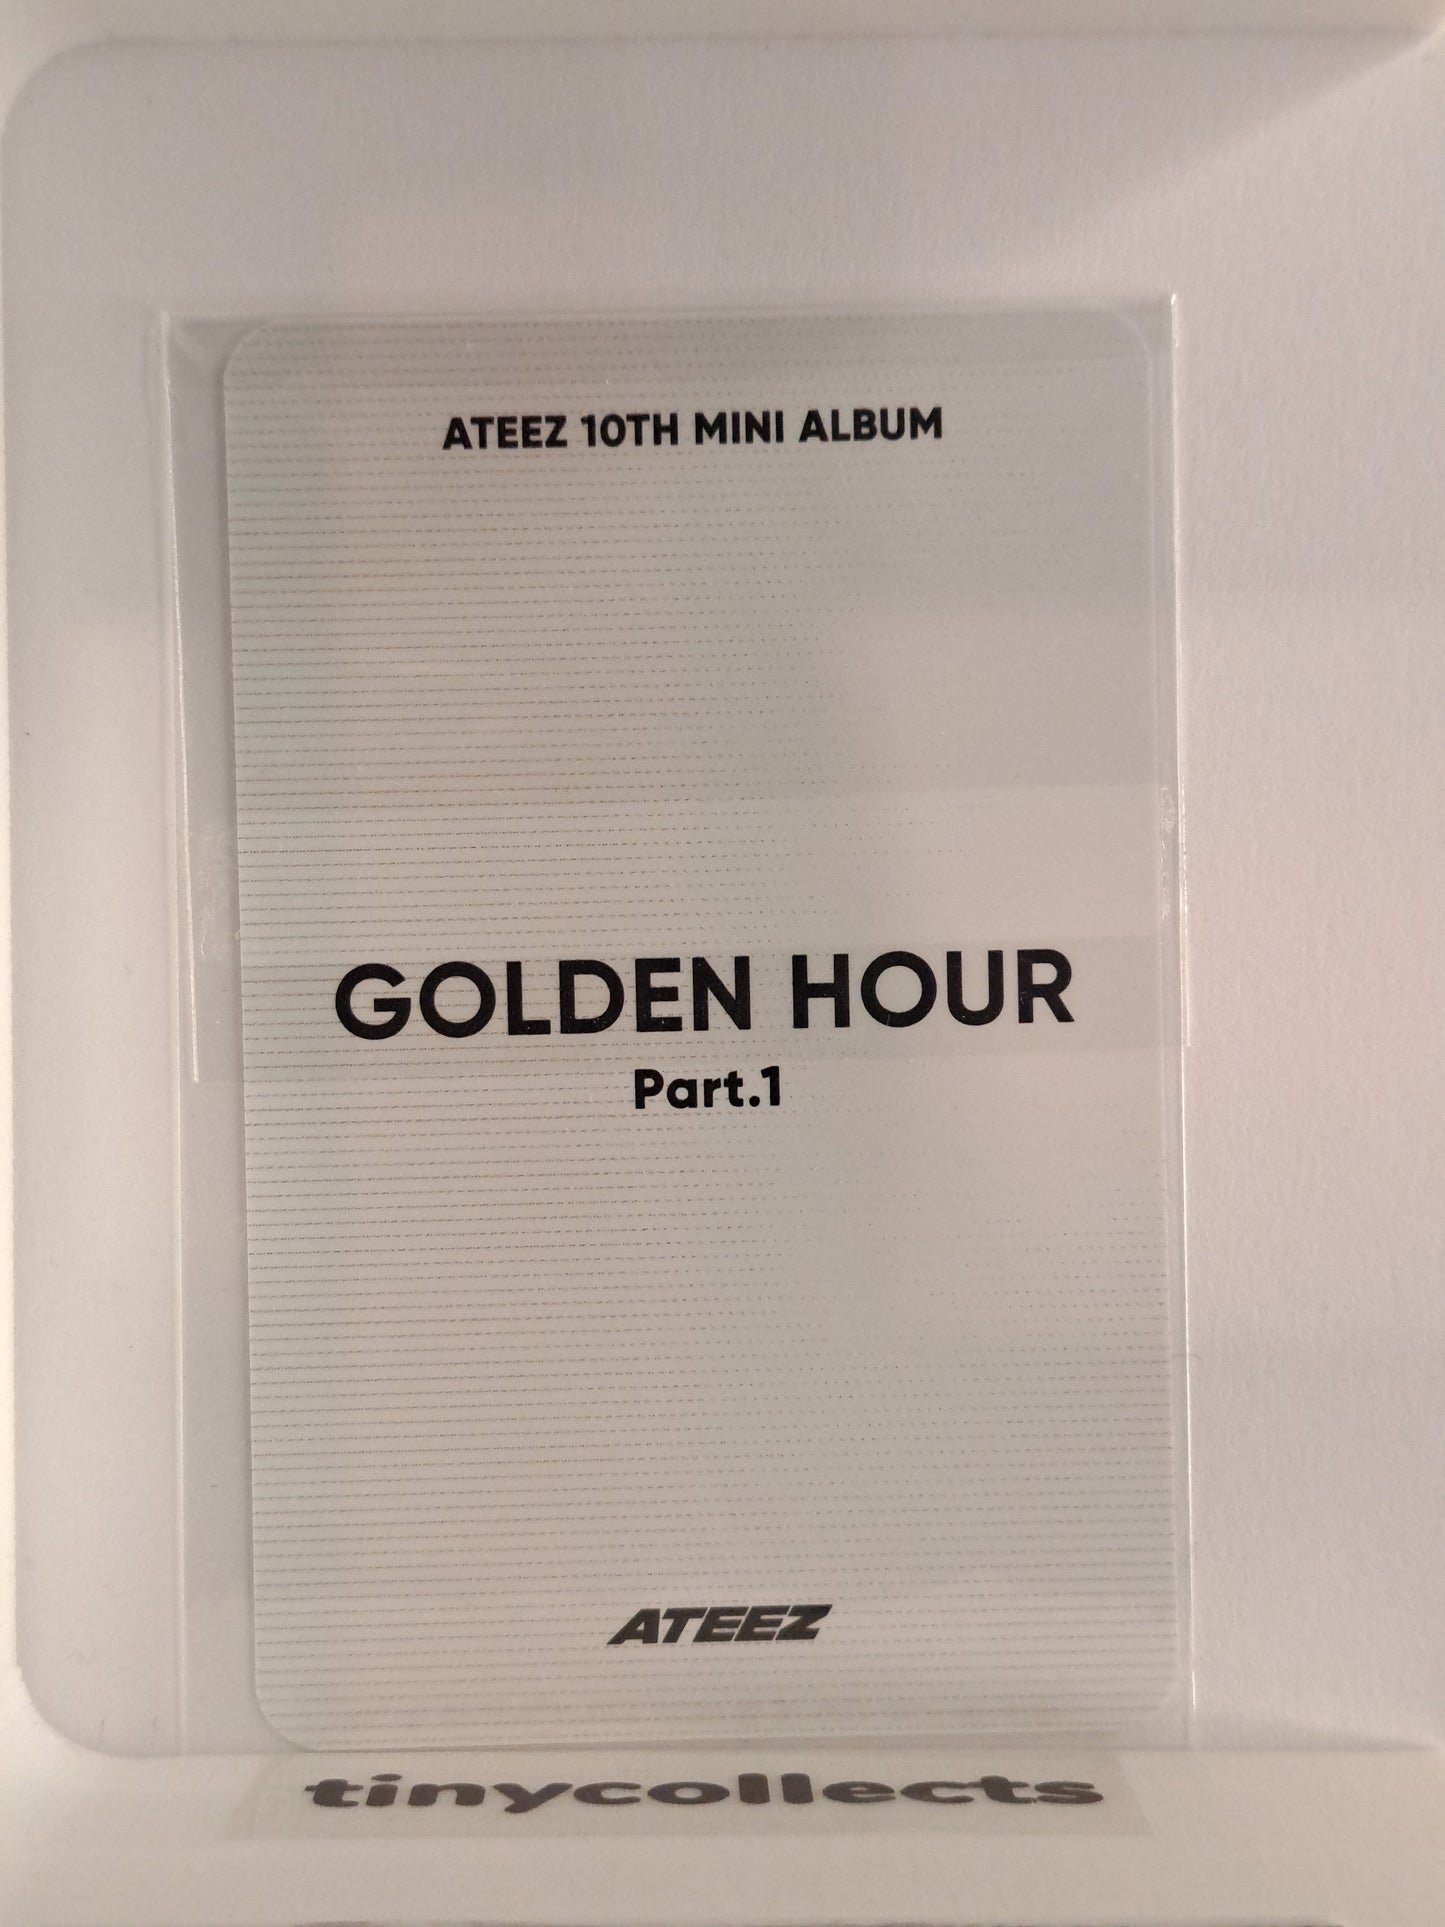 ATEEZ 10TH MINI ALBUM
GOLDEN HOUR
Part.1
ATEEZ
tinycollects